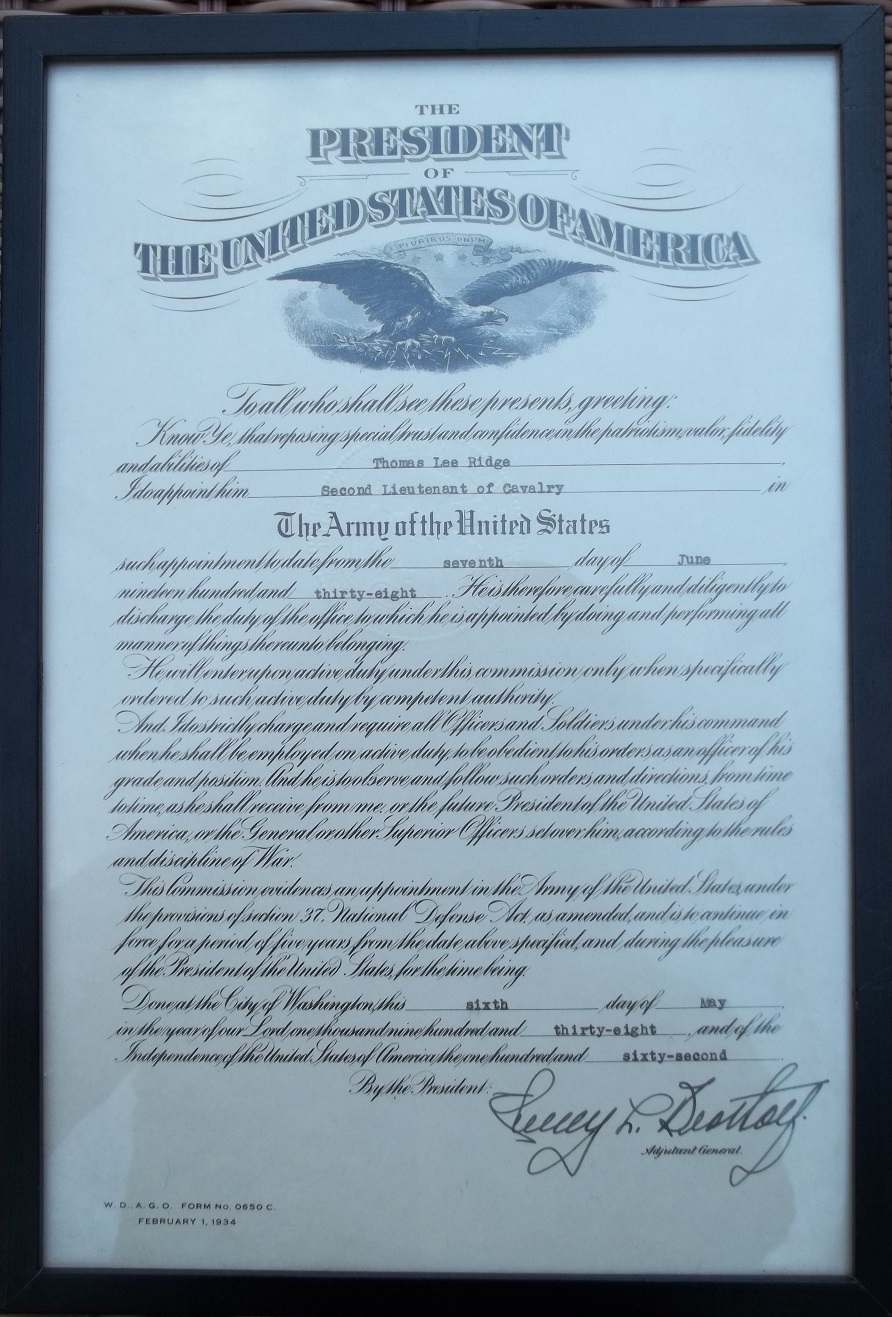 THE
PRESIDENT
OF
THE UNITED STATES OF AMERICA
E PLURIBUS UNUM
To all who shall see these presents, greeting:
Know Ye, that reposing special trust and confidence in the patriotism, valor, fidelity
and abilities of Thomas Lee Ridge,
I do appoint him Second Lieutenant of Cavalry in
The Army of the United States
such appointment to date from the seventh day of June,
nineteen hundred and thirty-eight. He is therefore carefully and diligently to
discharge the duty of the office to which he is appointed by doing and performing all
manner of things thereunto belonging.
He will enter upon active duty under this commission only when specifically
ordered to such active duty by competent authority.
And I do strictly charge and require all Officers and Soldiers under his command
when he shall be employed on active duty, to be obedient to his orders as an officer of his
grade and position. And he is to observe and follow such orders and directions, from time
to time, as he shall receive from me, or the future President of the United States of
America, or the General or other Superior Officers set over him, according to the rules
and discipline of War.
This Commission evidences an appointment in the Army of the United States, under
the provisions of section 37, National Defense Act, as amended, and is to continue in
force for a period of five years from the date above specified, and during the pleasure
of the President of the United States, for the time being.
Done, at the City of Washington, this sixth day of May,
in the year of our Lord, one thousand nine hundred and thirty-eight, and of the
Independence of the United States of America, the one hundred and sixty-second.
By the President:
Adjutant General.
W. D., A. G. O. FORM No. 0650 C.
FEBRUARY 1, 1934